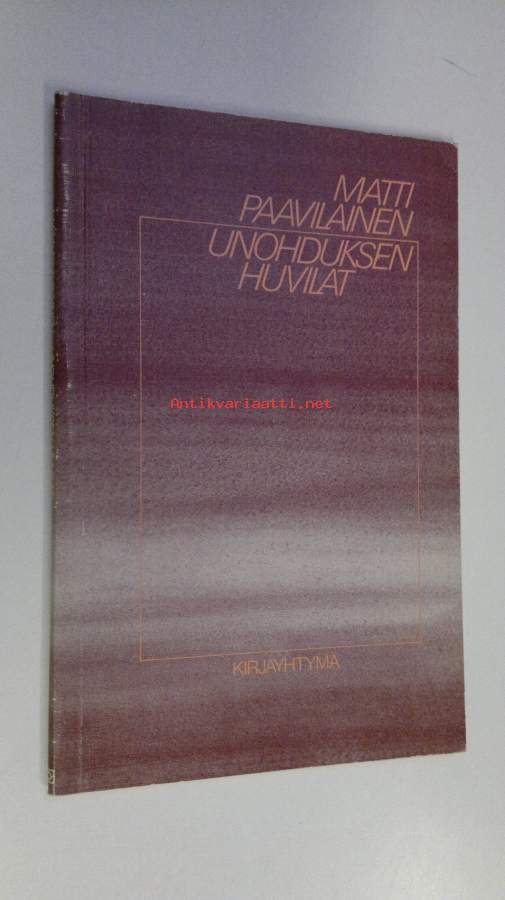 MATTI
PAAVILAINEN
UNOHDUKSEN
HUVILAT
Antikvariaatti.net
KIRJAYHTYMÄ